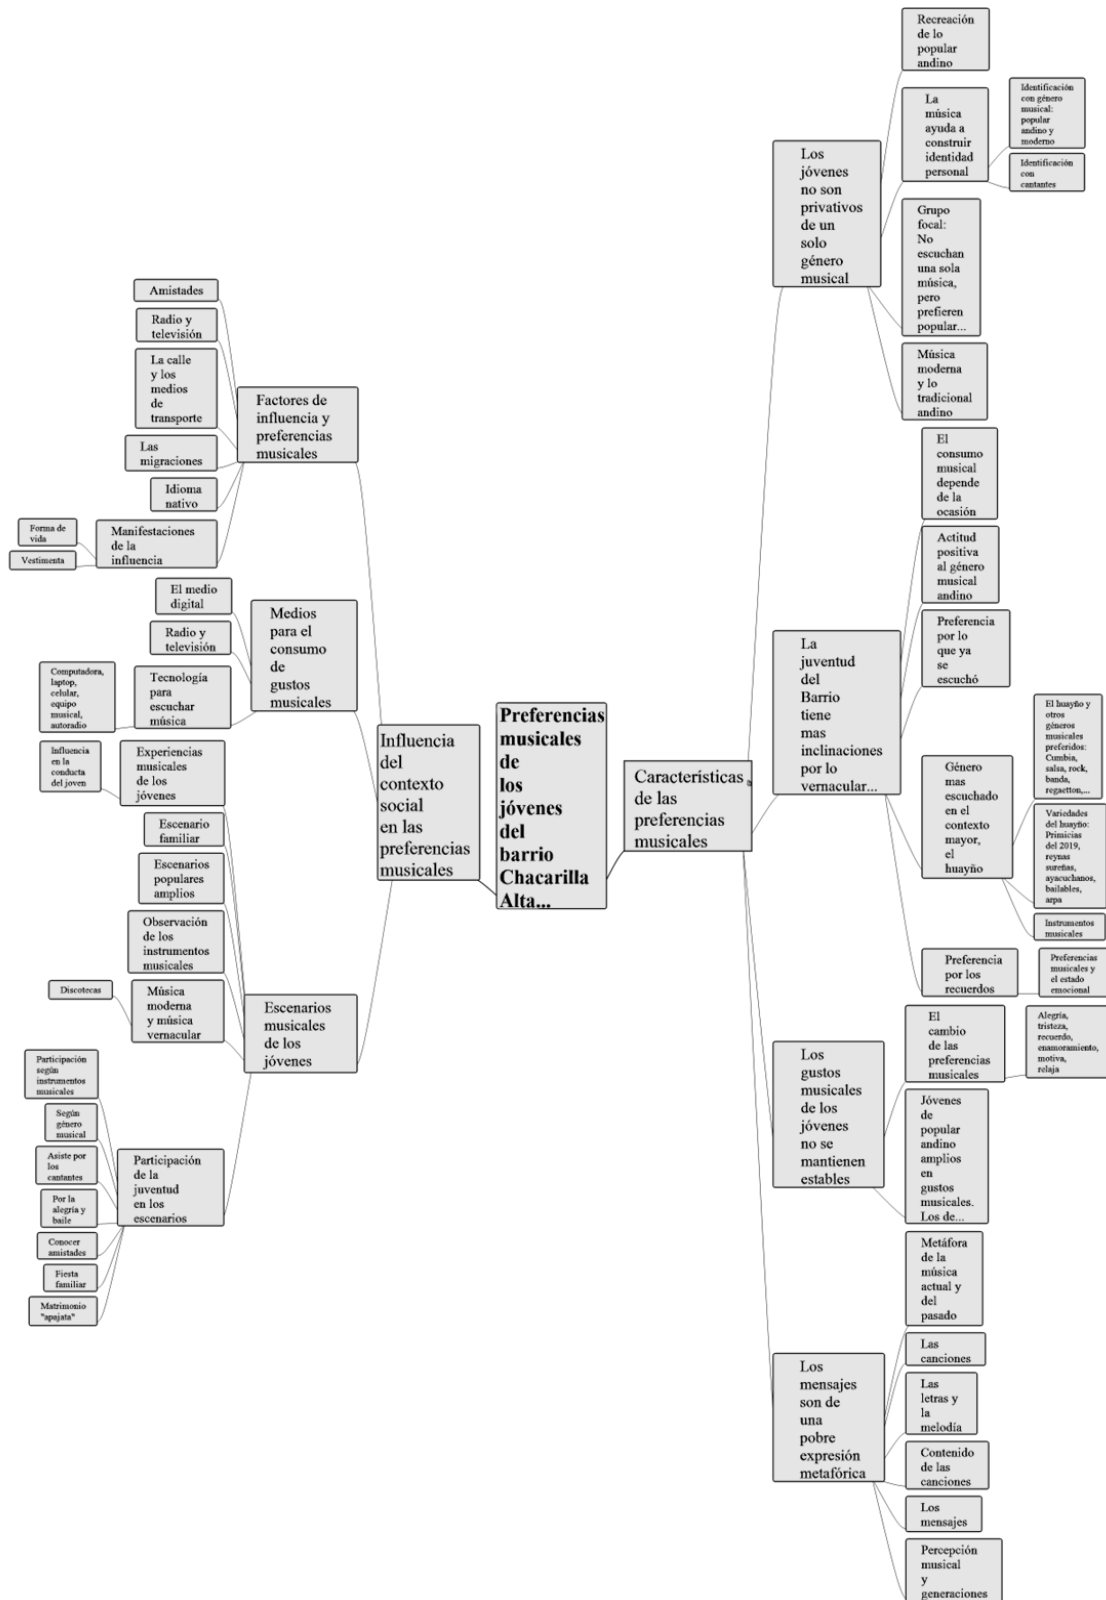 Preferencias
musicales
de
los
jóvenes
del
barrio
Chacarilla
Alta...
Influencia
del
contexto
social
en las
preferencias
musicales
Factores de
influencia y
preferencias
musicales
Amistades
Radio y
televisión
La calle
y los
medios
de
transporte
Las
migraciones
Idioma
nativo
Manifestaciones
de la
influencia
Forma de
vida
Vestimenta
Medios
para el
consumo
de
gustos
musicales
El medio
digital
Radio y
televisión
Tecnología
para
escuchar
música
Computadora,
laptop,
celular,
equipo
musical,
autoradio
Escenarios
musicales
de los
jóvenes
Experiencias
musicales
de los
jóvenes
Influencia
en la
conducta
del joven
Escenario
familiar
Escenarios
populares
amplios
Observación
de los
instrumentos
musicales
Música
moderna
y música
vernacular
Discotecas
Participación
de la
juventud
en los
escenarios
Participación
según
instrumentos
musicales
Según
género
musical
Asiste por
los
cantantes
Por la
alegría y
baile
Conocer
amistades
Fiesta
familiar
Matrimonio
"apajata"
Características
de las
preferencias
musicales
Los
jóvenes
no son
privativos
de un
solo
género
musical
Recreación
de lo
popular
andino
La
música
ayuda a
construir
identidad
personal
Identificación
con género
musical:
popular
andino y
moderno
Identificación
con
cantantes
Grupo
focal:
No
escuchan
una sola
música,
pero
prefieren
popular...
Música
moderna
y lo
tradicional
andino
La
juventud
del
Barrio
tiene
mas
inclinaciones
por lo
vernacular...
El
consumo
musical
depende
de la
ocasión
Actitud
positiva
al género
musical
andino
Preferencia
por lo
que ya
se
escuchó
Género
mas
escuchado
en el
contexto
mayor,
el
huayño
El huayño y
otros
géneros
musicales
preferidos:
Cumbia,
salsa, rock,
banda,
regaetton,...
Variedades
del huayño:
Primicias
del 2019,
reynas
sureñas,
ayacuchanos,
bailables,
arpa
Instrumentos
musicales
Preferencia
por los
recuerdos
Preferencias
musicales y
el estado
emocional
Los
gustos
musicales
de los
jóvenes
no se
mantienen
estables
El
cambio
de las
preferencias
musicales
Alegría,
tristeza,
recuerdo,
enamoramiento,
motiva,
relaja
Jóvenes
de
popular
andino
amplios
en
gustos
musicales.
Los de...
Los
mensajes
son de
una
pobre
expresión
metafórica
Metáfora
de la
música
actual y
del
pasado
Las
canciones
Las
letras y
la
melodía
Contenido
de las
canciones
Los
mensajes
Percepción
musical
y
generaciones